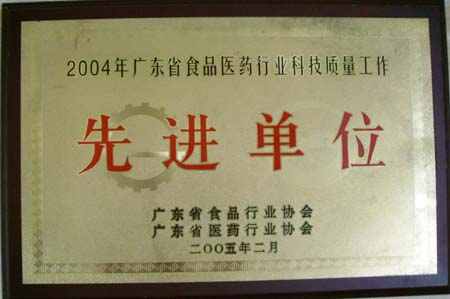 2004年广东省食品医药行业科技质量工作
先进单位
广东省食品行业协会
广东省医药行业协会
二OO五年二月